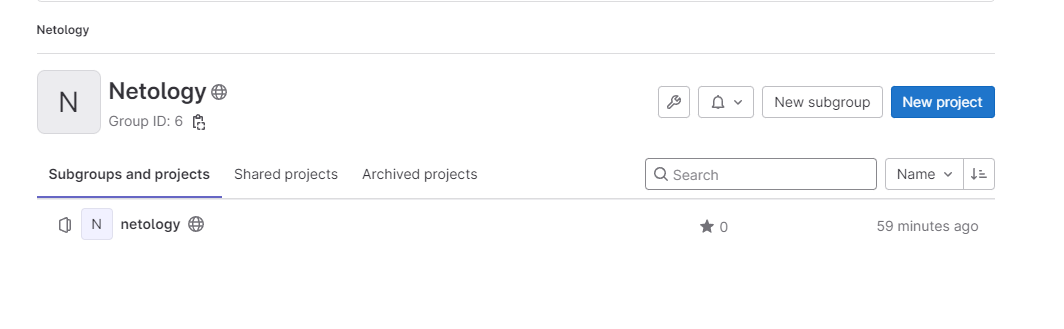 Netology
N
Netology
Group ID: 6
New subgroup
New project
Subgroups and projects
Shared projects
Archived projects
Search
Name
N
netology
0
59 minutes ago